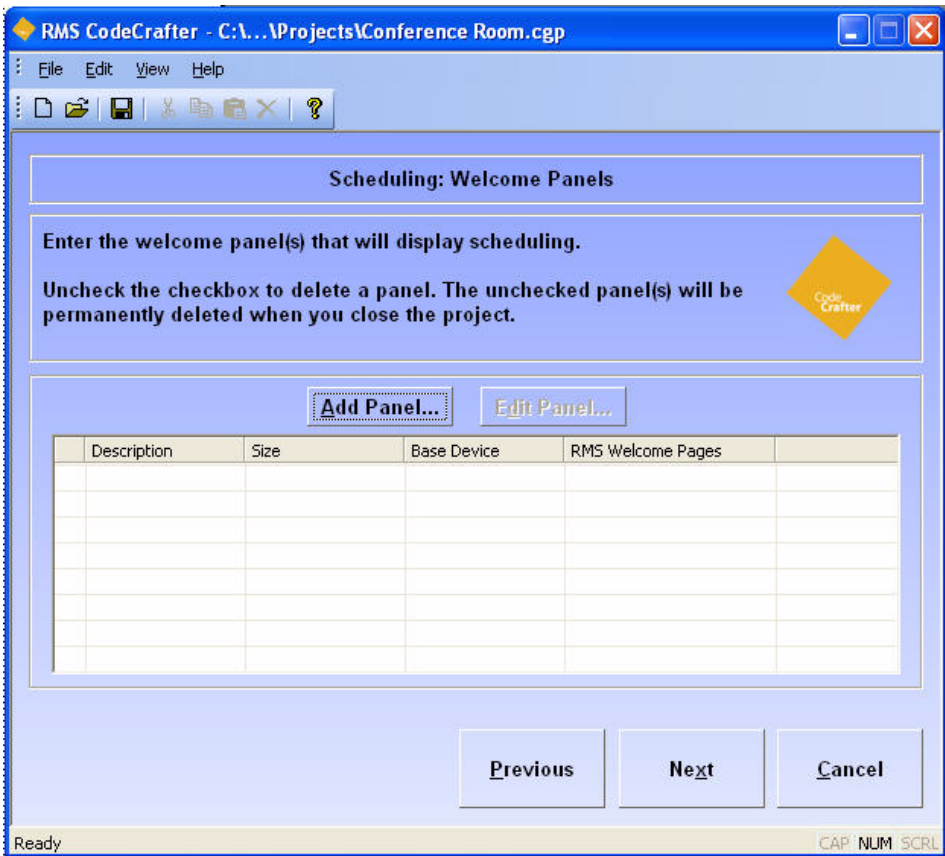 RMS CodeCrafter - C:\...\Projects\Conference Room.cgp
File Edit View Help
Scheduling: Welcome Panels
Enter the welcome panel(s) that will display scheduling.
Uncheck the checkbox to delete a panel. The unchecked panel(s) will be
permanently deleted when you close the project.
Code
Crafter
Add Panel... Edit Panel...
Description Size Base Device RMS Welcome Pages
Previous Next Cancel
Ready CAP NUM SCRL